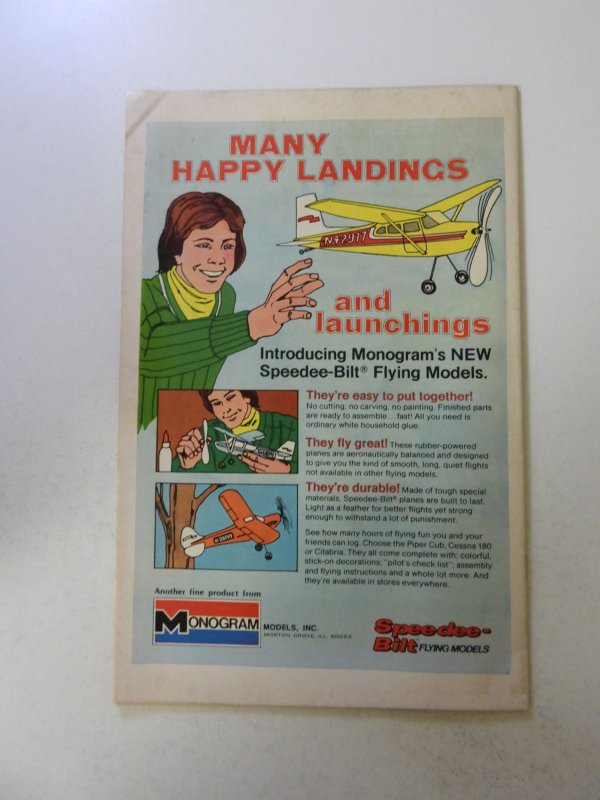 MANY
HAPPY LANDINGS
N42917
and
launchings
Introducing Monogram's NEW
Speedee-Bilt® Flying Models.
They're easy to put together!
No cutting, no carving, no painting. Finished parts
are ready to assemble...fast! All you need is
ordinary white household glue.
They fly great! These rubber-powered
planes are aeronautically balanced and designed
to give you the kind of smooth, long, quiet flights
not available in other flying models.
They're durable! Made of tough special
materials, Speedee-Bilt® planes are built to last.
Light as a feather for better flights yet strong
enough to withstand a lot of punishment.
See how many hours of flying fun you and your
friends can log. Choose the Piper Cub, Cessna 180
or Citabria. They all come complete with: colorful,
stick-on decorations; "pilot's check list"; assembly
and flying instructions and a whole lot more. And
they're available in stores everywhere.
Another fine product from
MONOGRAM MODELS, INC.
MORTON GROVE, ILL. 60053
Speedee-
Bilt FLYING MODELS